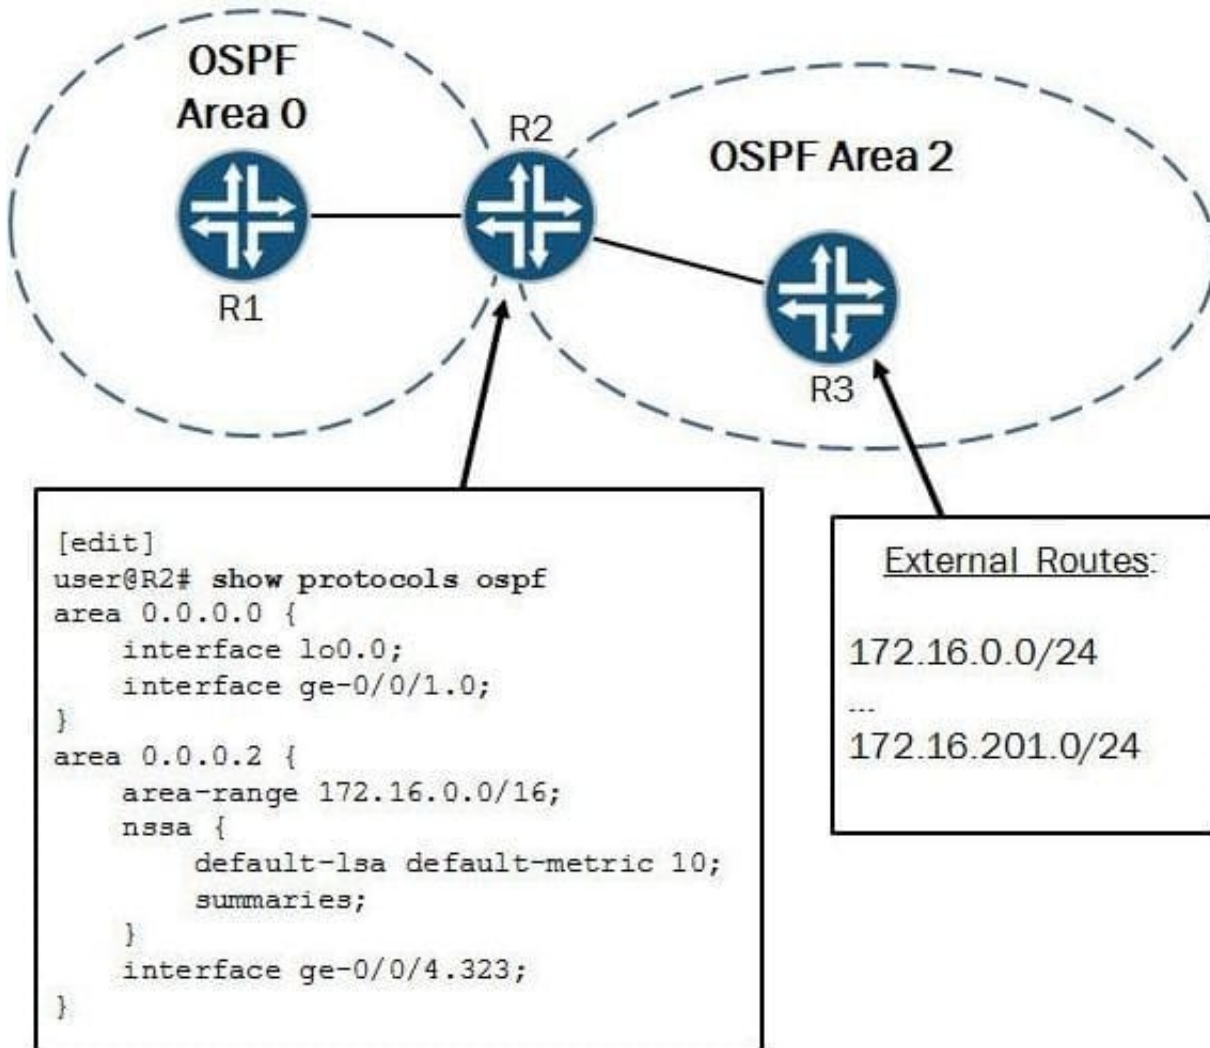 OSPF
Area 0
R2
OSPF Area 2
R1
R3
[edit]
user@R2# show protocols ospf
area 0.0.0.0 {
    interface lo0.0;
    interface ge-0/0/1.0;
}
area 0.0.0.2 {
    area-range 172.16.0.0/16;
    nssa {
        default-lsa default-metric 10;
        summaries;
    }
    interface ge-0/0/4.323;
}
External Routes:
172.16.0.0/24
...
172.16.201.0/24